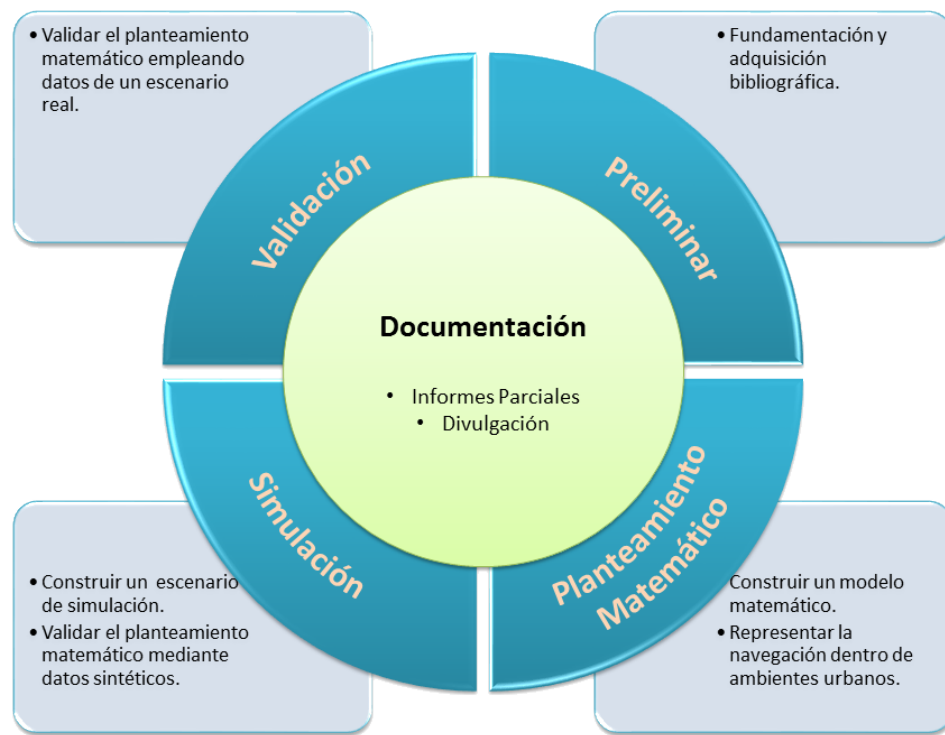 • Validar el planteamiento
matemático empleando
datos de un escenario
real.
• Fundamentación y
adquisición
bibliográfica.
Validación
Preliminar
Documentación
• Informes Parciales
• Divulgación
Simulación
Planteamiento
Matemático
• Construir un escenario
de simulación.
• Validar el planteamiento
matemático mediante
datos sintéticos.
Construir un modelo
matemático.
• Representar la
navegación dentro de
ambientes urbanos.